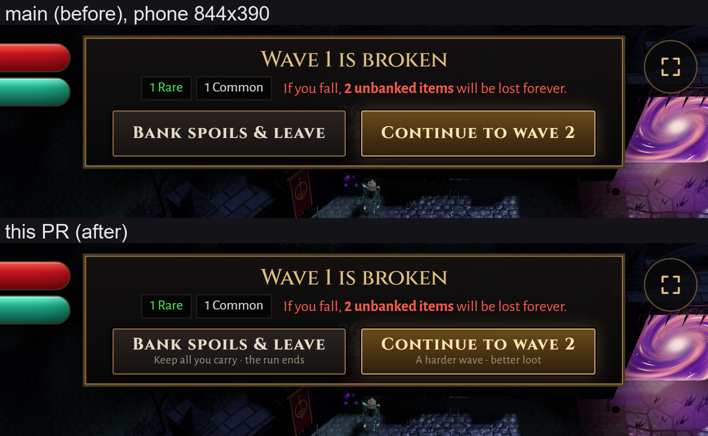 main (before), phone 844x390
Wave 1 is broken
1 Rare 1 Common If you fall, 2 unbanked items will be lost forever.
Bank spoils & leave Continue to wave 2
this PR (after)
Wave 1 is broken
1 Rare 1 Common If you fall, 2 unbanked items will be lost forever.
Bank spoils & leave Continue to wave 2
Keep all you carry · the run ends A harder wave · better loot